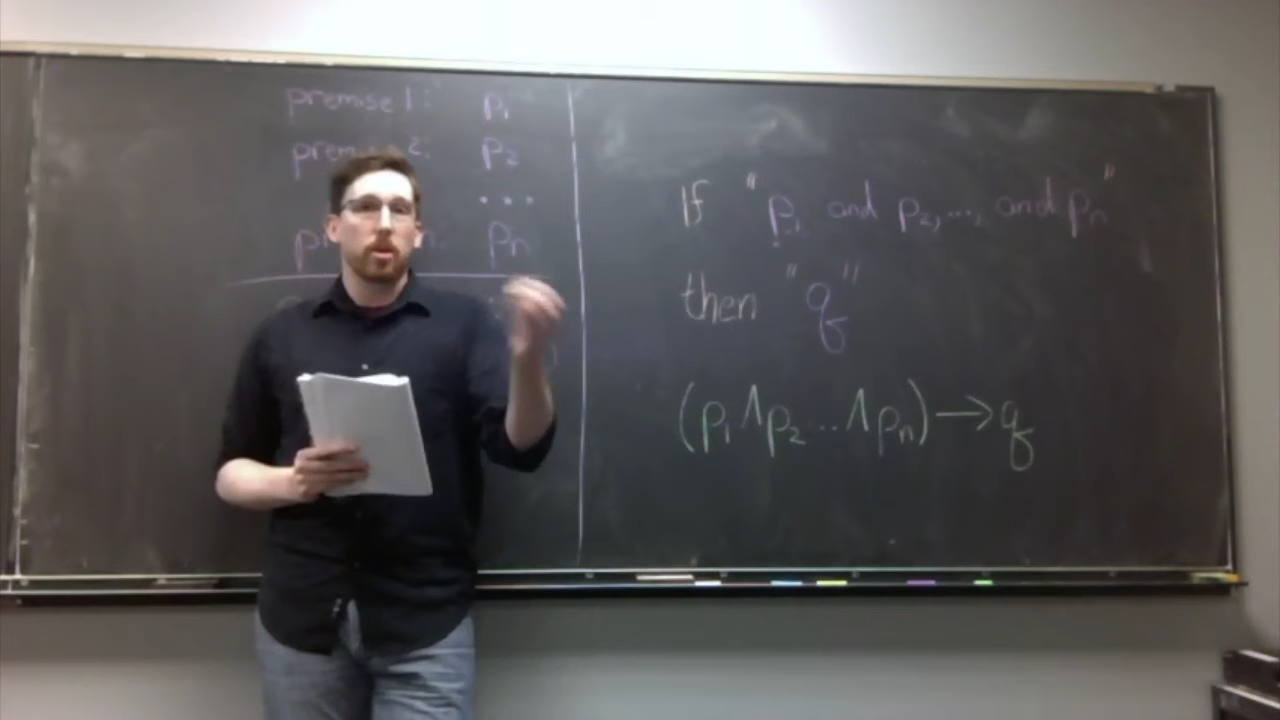 premise 1: p₁
p₂
...
pₙ
If "p₁ and p₂,..., and pₙ"
then "q"
(p₁∧p₂...∧pₙ)→q